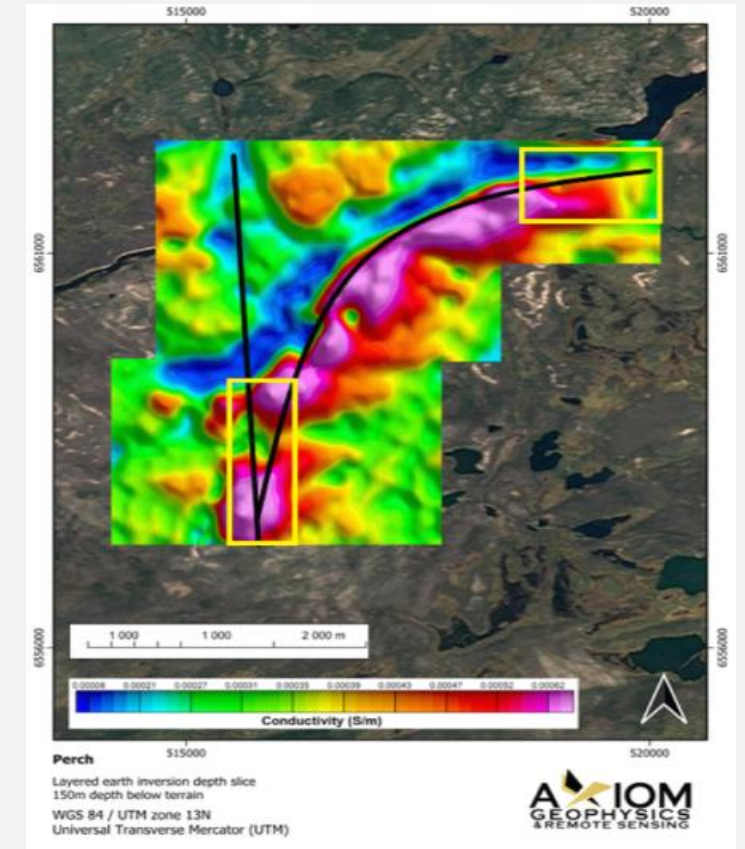 515000 520000
6561000 6561000
6556000 6556000
1 000 1 000 2 000 m
0.00008 0.00021 0.00027 0.00031 0.00035 0.00039 0.00043 0.00047 0.00052 0.00062
Conductivity (S/m)
515000 520000
Perch
Layered earth inversion depth slice
150m depth below terrain
WGS 84 / UTM zone 13N
Universal Transverse Mercator (UTM)
AXIOM
GEOPHYSICS
& REMOTE SENSING